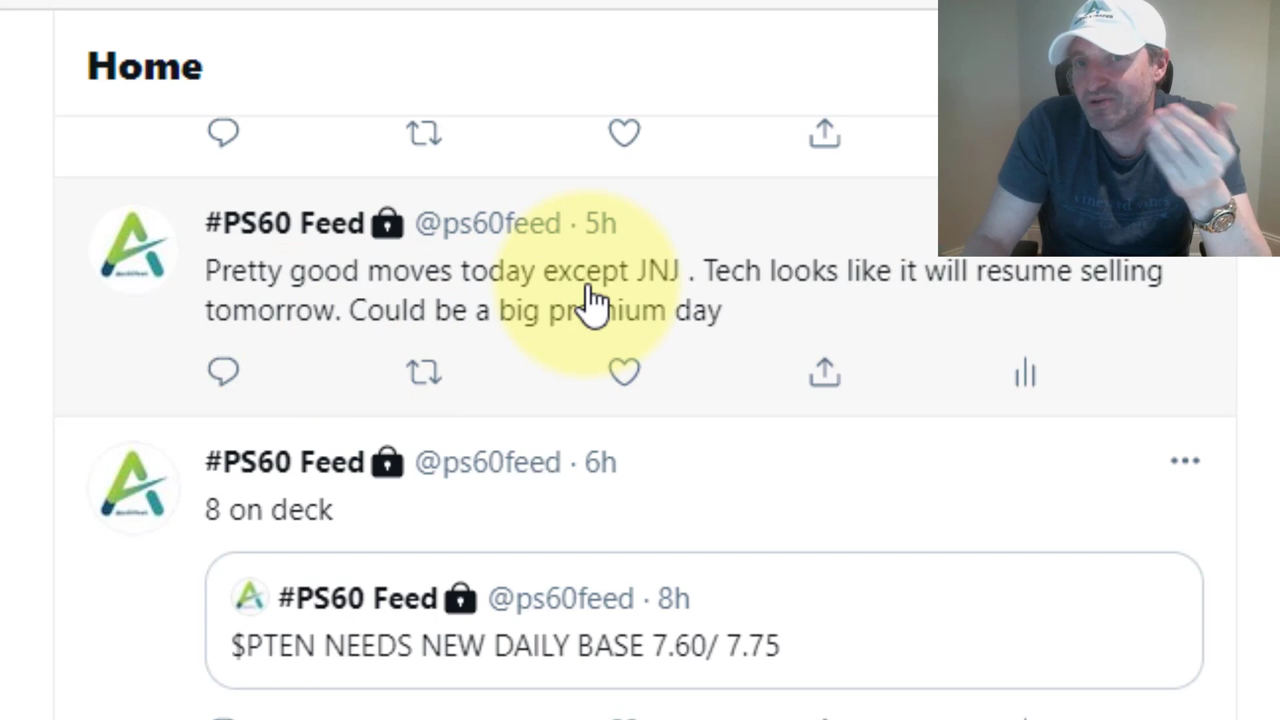 Home
#PS60 Feed @ps60feed · 5h
Pretty good moves today except JNJ . Tech looks like it will resume selling
tomorrow. Could be a big premium day
#PS60 Feed @ps60feed · 6h
8 on deck
#PS60 Feed @ps60feed · 8h
$PTEN NEEDS NEW DAILY BASE 7.60/ 7.75